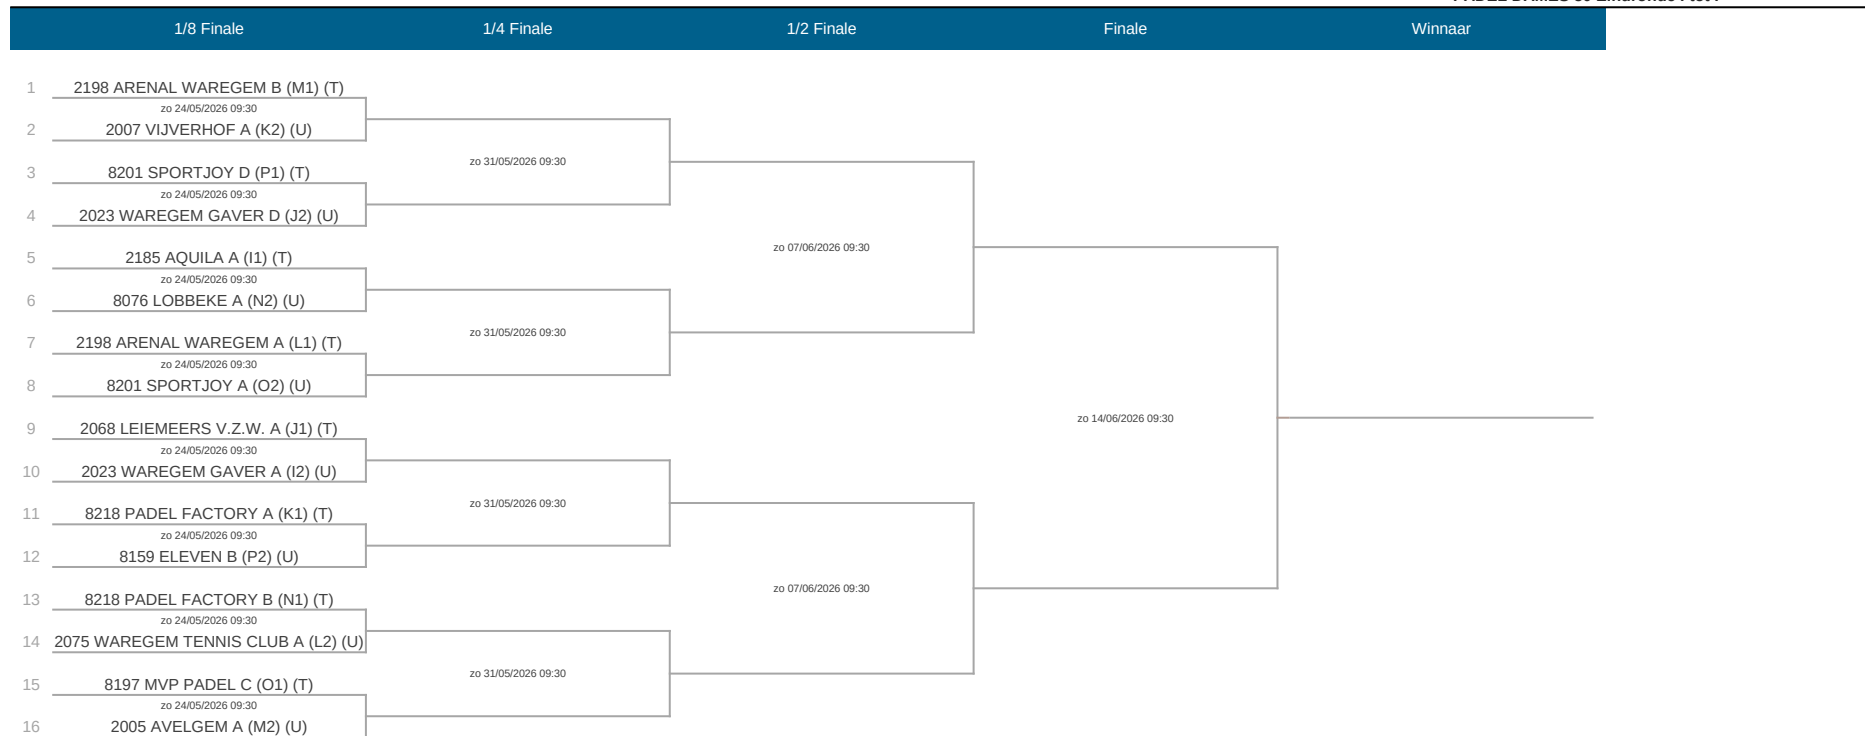 1/8 Finale 1/4 Finale 1/2 Finale Finale Winnaar
1 2198 ARENAL WAREGEM B (M1) (T)
zo 24/05/2026 09:30
2 2007 VIJVERHOF A (K2) (U)
zo 31/05/2026 09:30
3 8201 SPORTJOY D (P1) (T)
zo 24/05/2026 09:30
4 2023 WAREGEM GAVER D (J2) (U)
zo 07/06/2026 09:30
5 2185 AQUILA A (I1) (T)
zo 24/05/2026 09:30
6 8076 LOBBEKE A (N2) (U)
zo 31/05/2026 09:30
7 2198 ARENAL WAREGEM A (L1) (T)
zo 24/05/2026 09:30
8 8201 SPORTJOY A (O2) (U)
zo 14/06/2026 09:30
9 2068 LEIEMEERS V.Z.W. A (J1) (T)
zo 24/05/2026 09:30
10 2023 WAREGEM GAVER A (I2) (U)
zo 31/05/2026 09:30
11 8218 PADEL FACTORY A (K1) (T)
zo 24/05/2026 09:30
12 8159 ELEVEN B (P2) (U)
zo 07/06/2026 09:30
13 8218 PADEL FACTORY B (N1) (T)
zo 24/05/2026 09:30
14 2075 WAREGEM TENNIS CLUB A (L2) (U)
zo 31/05/2026 09:30
15 8197 MVP PADEL C (O1) (T)
zo 24/05/2026 09:30
16 2005 AVELGEM A (M2) (U)